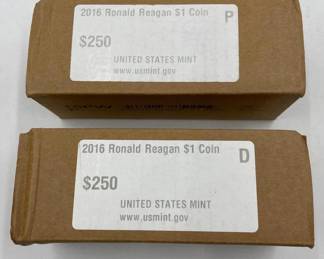 2016 Ronald Reagan $1 Coin P
$250
UNITED STATES MINT
www.usmint.gov
2016 Ronald Reagan $1 Coin D
$250
UNITED STATES MINT
www.usmint.gov